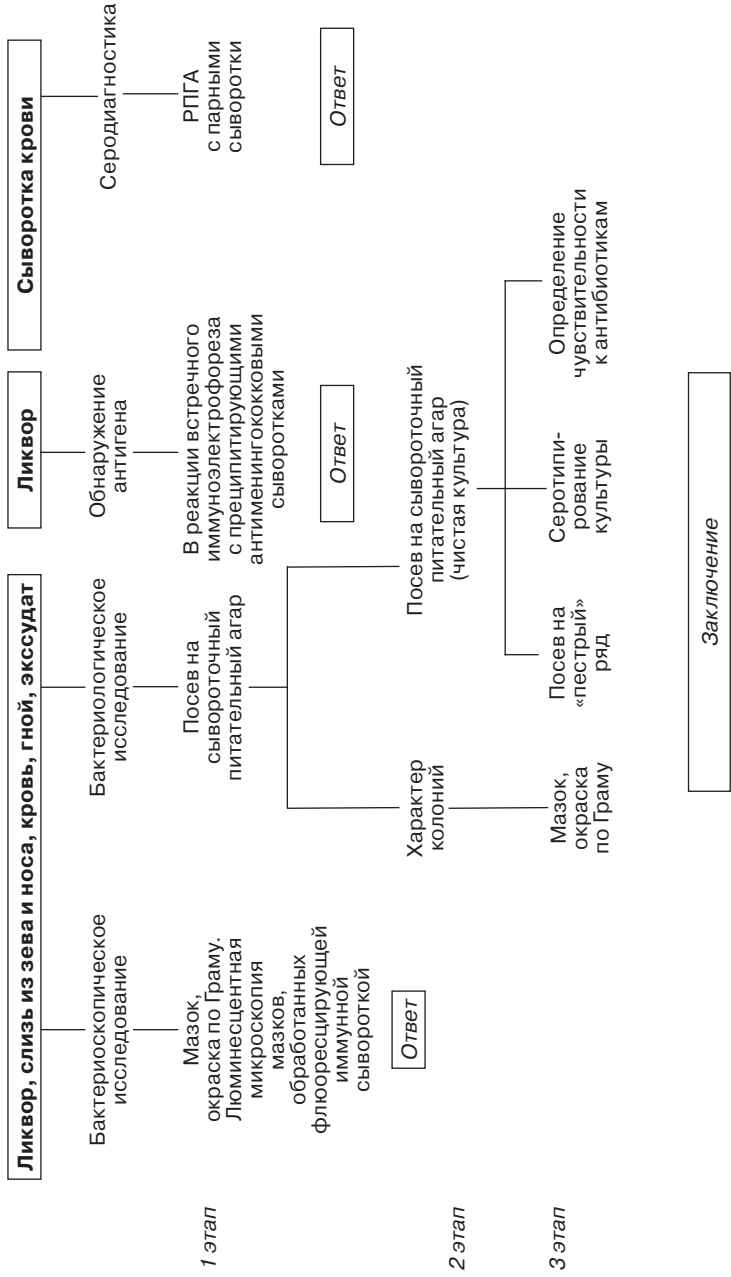 Ликвор, слизь из зева и носа, кровь, гной, экссудат
Ликвор
Сыворотка крови
Бактериоскопическое
исследование
Бактериологическое
исследование
Обнаружение
антигена
Серодиагностика
1 этап
Мазок,
окраска по Граму.
Люминесцентная
микроскопия
мазков,
обработанных
флюоресцирующей
иммунной
сывороткой
Ответ
Посев на
сывороточный
питательный агар
В реакции встречного
иммуноэлектрофореза
с преципитирующими
антименингококковыми
сыворотками
Ответ
РПГА
с парными
сыворотки
Ответ
2 этап
Характер
колоний
Посев на сывороточный
питательный агар
(чистая культура)
3 этап
Мазок,
окраска
по Граму
Посев на
«пестрый»
ряд
Серотипи-
рование
культуры
Определение
чувствительности
к антибиотикам
Заключение